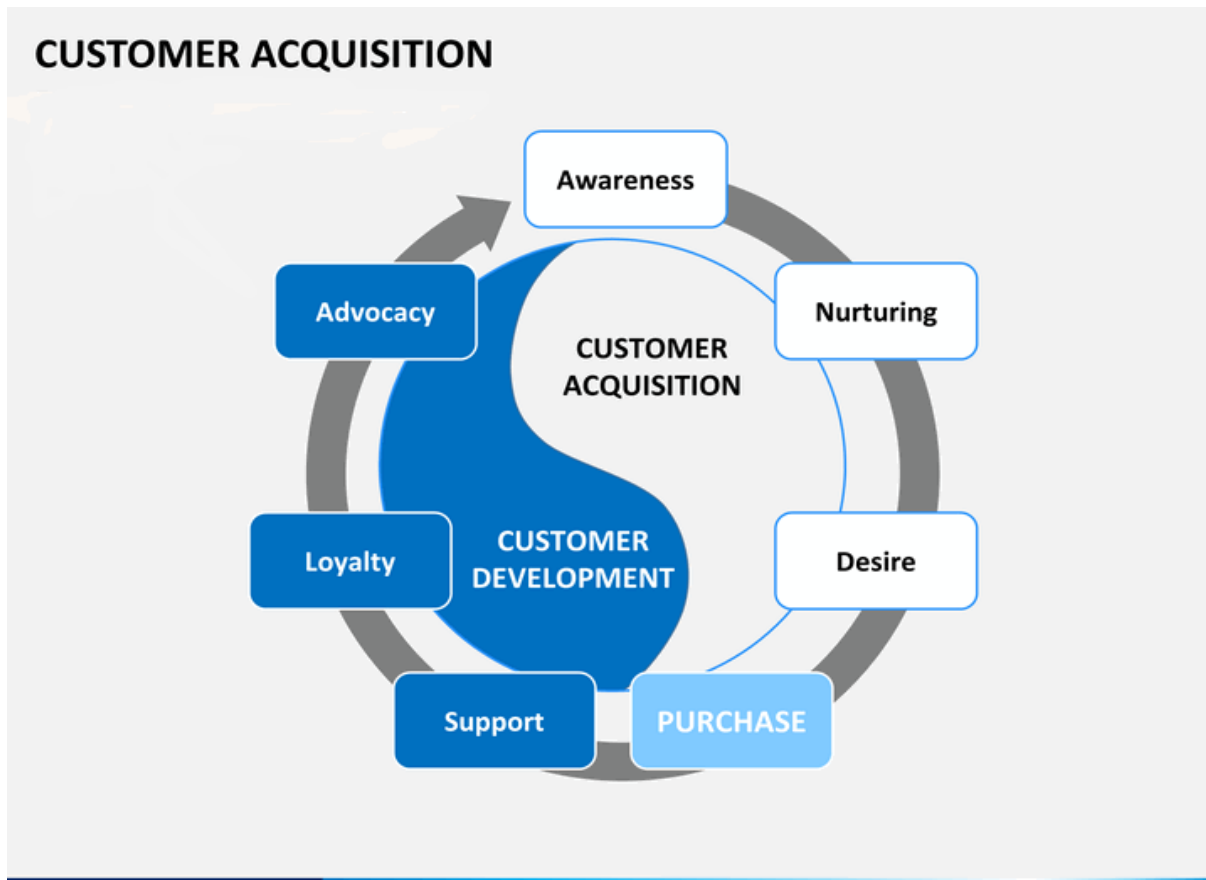 CUSTOMER ACQUISITION
Awareness
Nurturing
Desire
PURCHASE
Support
Loyalty
Advocacy
CUSTOMER
ACQUISITION
CUSTOMER
DEVELOPMENT